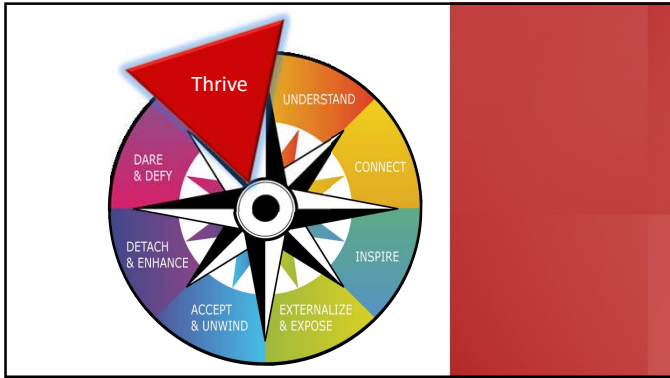 Thrive
UNDERSTAND
CONNECT
INSPIRE
EXTERNALIZE
& EXPOSE
ACCEPT
& UNWIND
DETACH
& ENHANCE
DARE
& DEFY